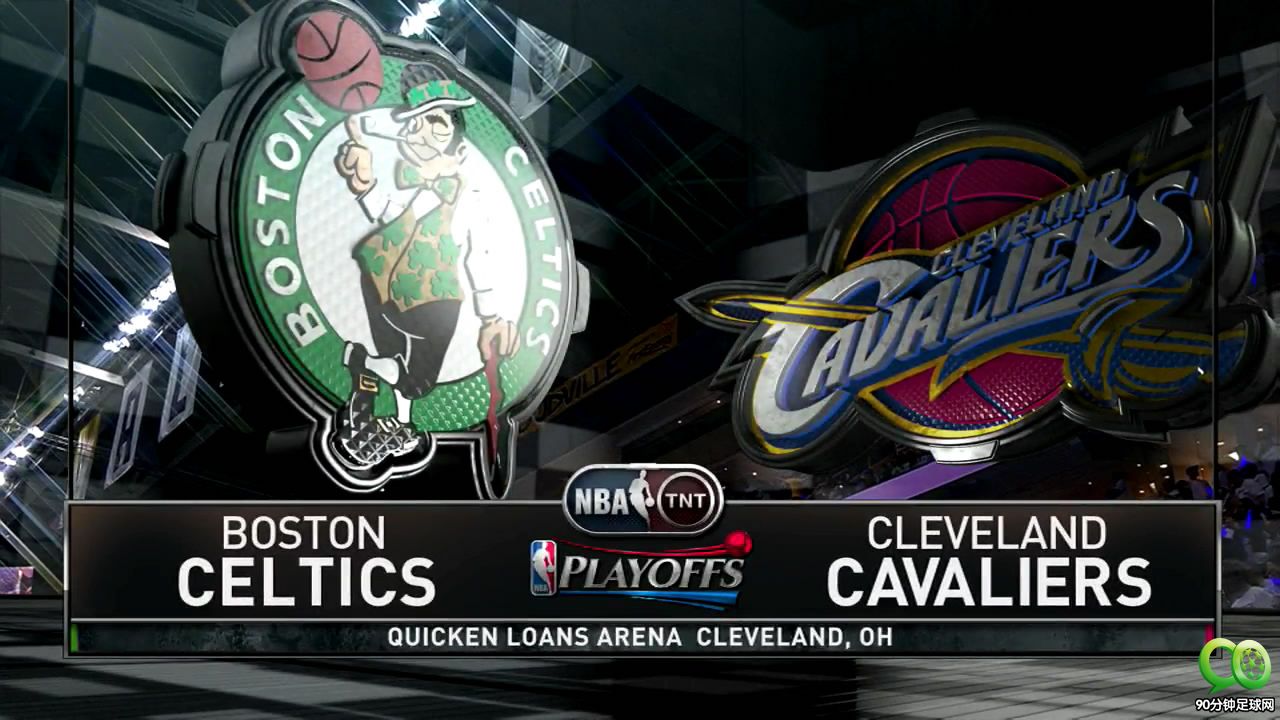 BOSTON
CELTICS
CLEVELAND
CAVALIERS
NBA TNT
BOSTON
CELTICS
NBA
PLAYOFFS
CLEVELAND
CAVALIERS
QUICKEN LOANS ARENA CLEVELAND, OH
90分钟足球网